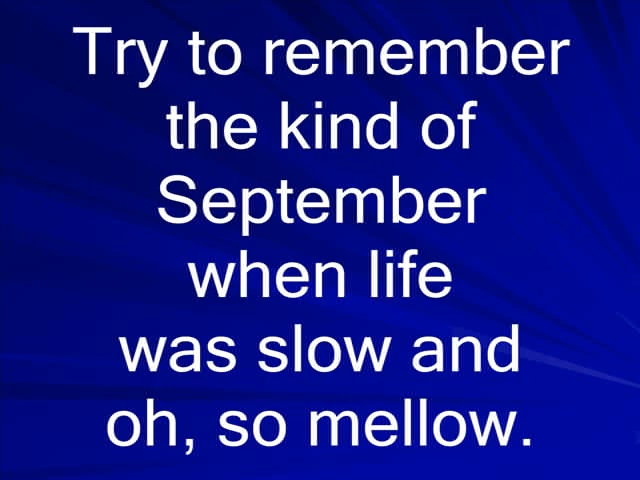 Try to remember
the kind of
September
when life
was slow and
oh, so mellow.